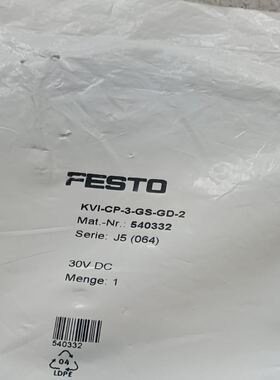 FESTO
KVI-CP-3-GS-GD-2
Mat.-Nr.: 540332
Serie: J5 (064)
30V DC
Menge: 1
540332
04
LDPE